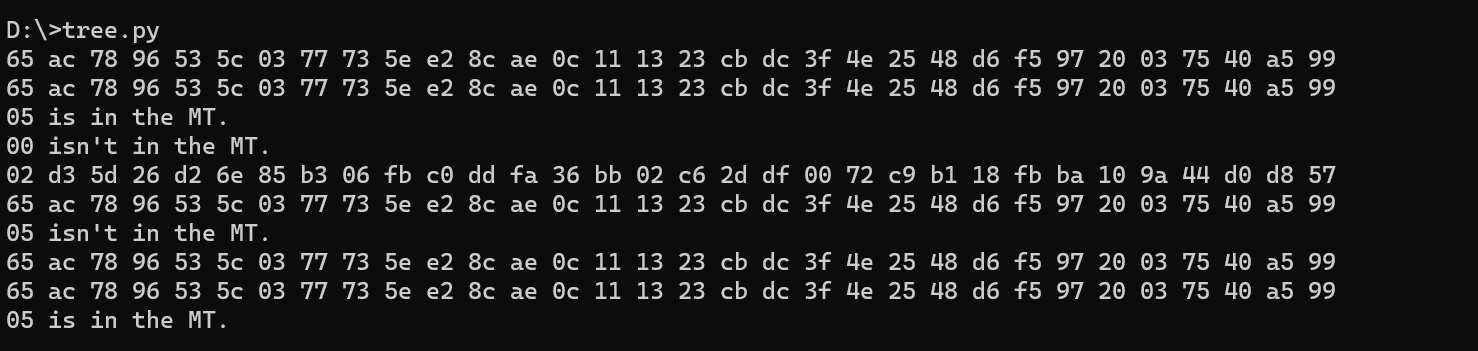 D:\>tree.py
65 ac 78 96 53 5c 03 77 73 5e e2 8c ae 0c 11 13 23 cb dc 3f 4e 25 48 d6 f5 97 20 03 75 40 a5 99
65 ac 78 96 53 5c 03 77 73 5e e2 8c ae 0c 11 13 23 cb dc 3f 4e 25 48 d6 f5 97 20 03 75 40 a5 99
05 is in the MT.
00 isn't in the MT.
02 d3 5d 26 d2 6e 85 b3 06 fb c0 dd fa 36 bb 02 c6 2d df 00 72 c9 b1 18 fb ba 10 9a 44 d0 d8 57
65 ac 78 96 53 5c 03 77 73 5e e2 8c ae 0c 11 13 23 cb dc 3f 4e 25 48 d6 f5 97 20 03 75 40 a5 99
05 isn't in the MT.
65 ac 78 96 53 5c 03 77 73 5e e2 8c ae 0c 11 13 23 cb dc 3f 4e 25 48 d6 f5 97 20 03 75 40 a5 99
65 ac 78 96 53 5c 03 77 73 5e e2 8c ae 0c 11 13 23 cb dc 3f 4e 25 48 d6 f5 97 20 03 75 40 a5 99
05 is in the MT.